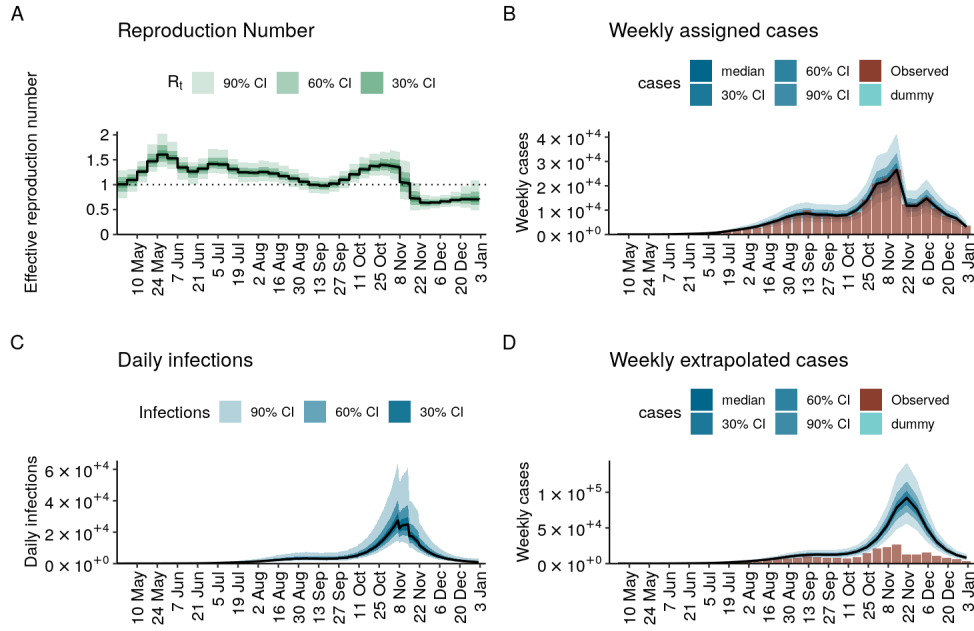 A
Reproduction Number
Rt
90% CI
60% CI
30% CI
Effective reproduction number
2
1.5
1
0.5
0
10 May
24 May
7 Jun
21 Jun
5 Jul
19 Jul
2 Aug
16 Aug
30 Aug
13 Sep
27 Sep
11 Oct
25 Oct
8 Nov
22 Nov
6 Dec
20 Dec
3 Jan
B
Weekly assigned cases
cases
median
60% CI
Observed
30% CI
90% CI
dummy
Weekly cases
4 × 10+4
3 × 10+4
2 × 10+4
1 × 10+4
0 × 10+0
10 May
24 May
7 Jun
21 Jun
5 Jul
19 Jul
2 Aug
16 Aug
30 Aug
13 Sep
27 Sep
11 Oct
25 Oct
8 Nov
22 Nov
6 Dec
20 Dec
3 Jan
C
Daily infections
Infections
90% CI
60% CI
30% CI
Daily infections
6 × 10+4
4 × 10+4
2 × 10+4
0 × 10+0
10 May
24 May
7 Jun
21 Jun
5 Jul
19 Jul
2 Aug
16 Aug
30 Aug
13 Sep
27 Sep
11 Oct
25 Oct
8 Nov
22 Nov
6 Dec
20 Dec
3 Jan
D
Weekly extrapolated cases
cases
median
60% CI
Observed
30% CI
90% CI
dummy
Weekly cases
1 × 10+5
5 × 10+4
0 × 10+0
10 May
24 May
7 Jun
21 Jun
5 Jul
19 Jul
2 Aug
16 Aug
30 Aug
13 Sep
27 Sep
11 Oct
25 Oct
8 Nov
22 Nov
6 Dec
20 Dec
3 Jan